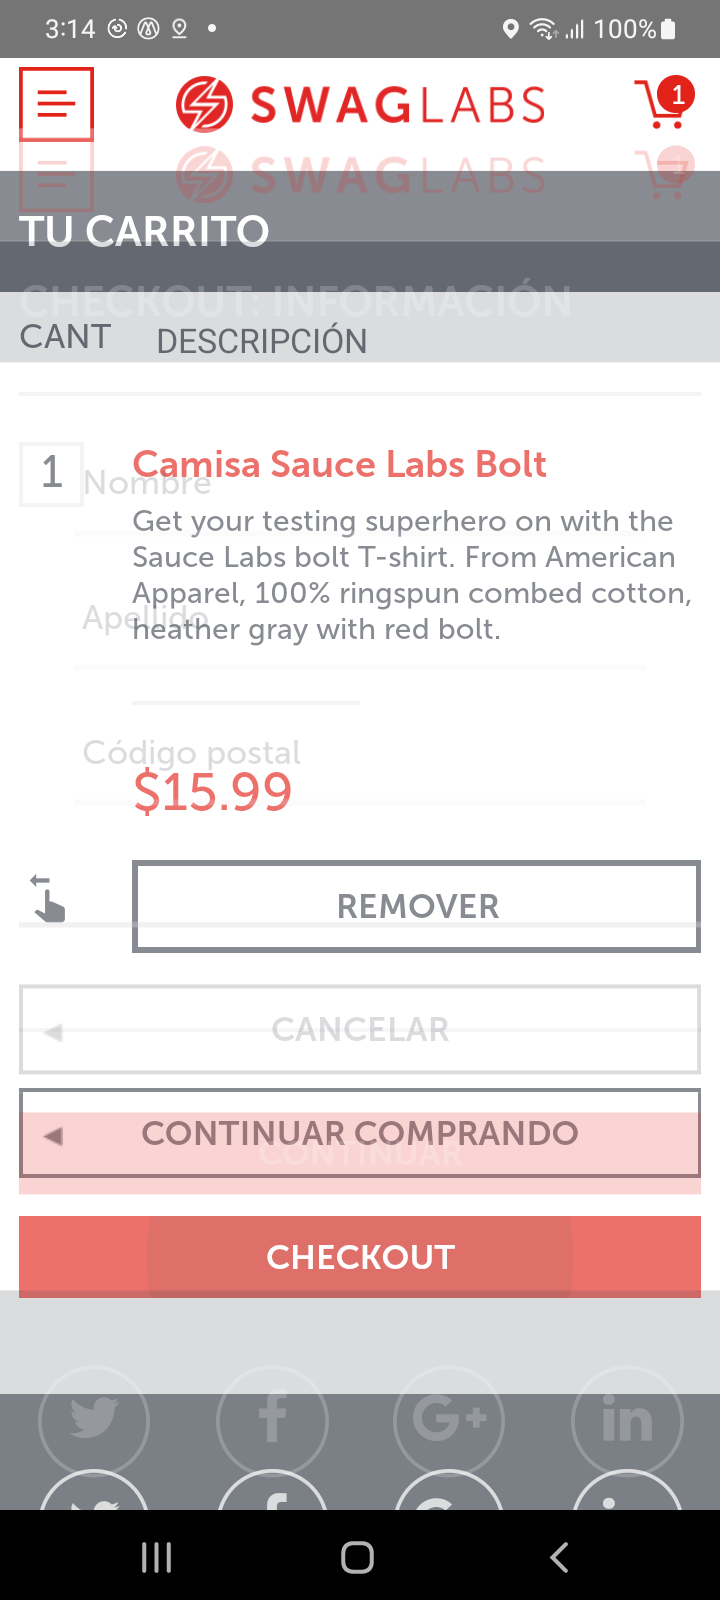 3:14
100%
SWAGLABS
1
SWAGLABS
1
TU CARRITO
CHECKOUT: INFORMACIÓN
CANT
DESCRIPCIÓN
1
Camisa Sauce Labs Bolt
Nombre
Get your testing superhero on with the
Sauce Labs bolt T-shirt. From American
Apparel, 100% ringspun combed cotton,
Apellido
heather gray with red bolt.
Código postal
$15.99
REMOVER
CANCELAR
CONTINUAR COMPRANDO
CONTINUAR
CHECKOUT